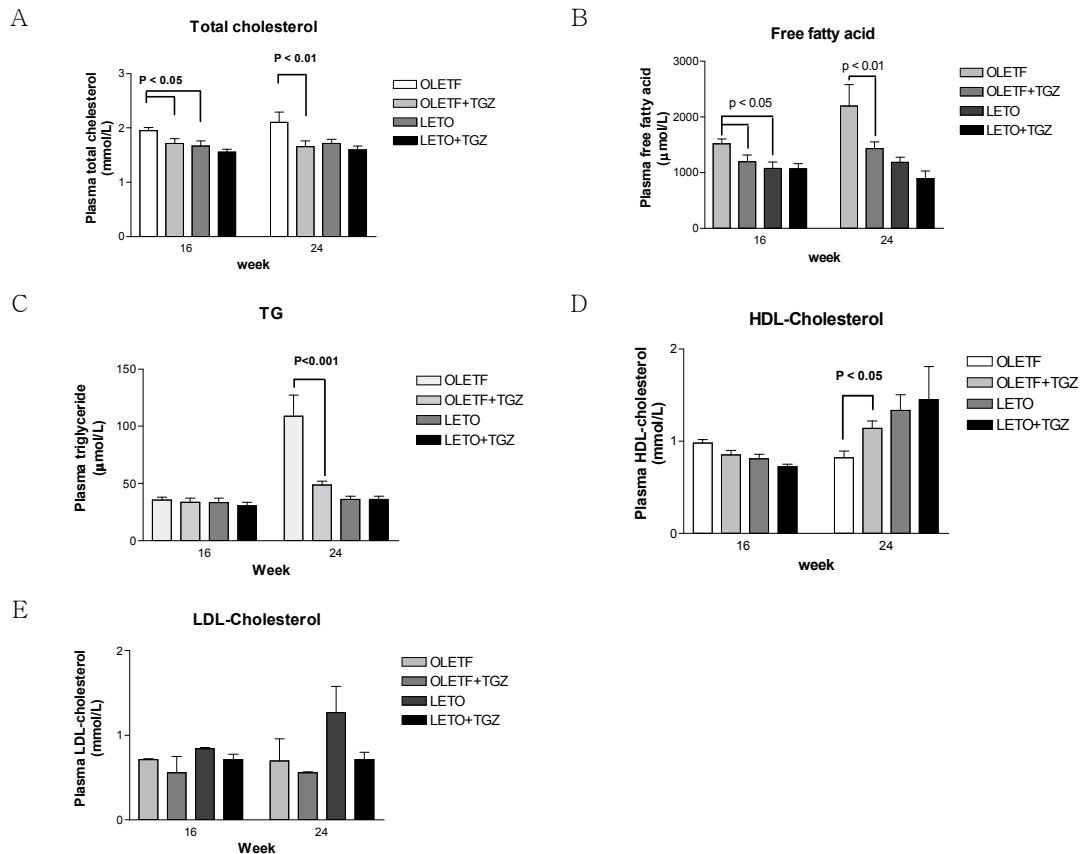 A
Total cholesterol
P < 0.05
P < 0.01
Plasma total chelesterol
(mmol/L)
3
2
1
0
16
24
week
OLETF
OLETF+TGZ
LETO
LETO+TGZ
B
Free fatty acid
p < 0.05
p < 0.01
Plasma free fatty acid
(μmol/L)
3000
2000
1000
0
16
24
week
OLETF
OLETF+TGZ
LETO
LETO+TGZ
C
TG
P<0.001
Plasma triglyceride
(μmol/L)
150
100
50
0
16
24
Week
OLETF
OLETF+TGZ
LETO
LETO+TGZ
D
HDL-Cholesterol
P < 0.05
Plasma HDL-cholesterol
(mmol/L)
2
1
0
16
24
week
OLETF
OLETF+TGZ
LETO
LETO+TGZ
E
LDL-Cholesterol
Plasma LDL-cholesterol
(mmol/L)
2
1
0
16
24
Week
OLETF
OLETF+TGZ
LETO
LETO+TGZ